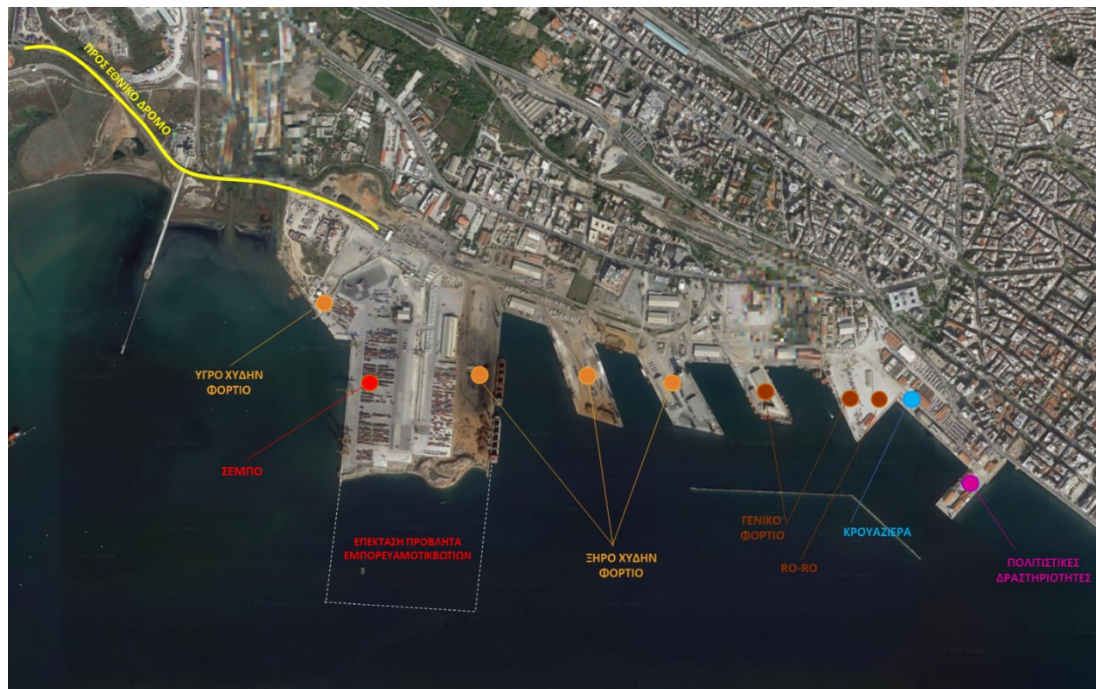 ΠΡΟΣ ΕΘΝΙΚΟ ΔΡΟΜΟ
ΥΓΡΟ ΧΥΔΗΝ
ΦΟΡΤΙΟ
ΣΕΜΠΟ
ΕΠΕΚΤΑΣΗ ΠΡΟΒΛΗΤΑ
ΕΜΠΟΡΕΥΑΜΟΤΙΚΒΩΤΙΩΝ
ΞΗΡΟ ΧΥΔΗΝ
ΦΟΡΤΙΟ
ΓΕΝΙΚΟ
ΦΟΡΤΙΟ
RO-RO
ΚΡΟΥΑΖΙΕΡΑ
ΠΟΛΙΤΙΣΤΙΚΕΣ
ΔΡΑΣΤΗΡΙΟΤΗΤΕΣ